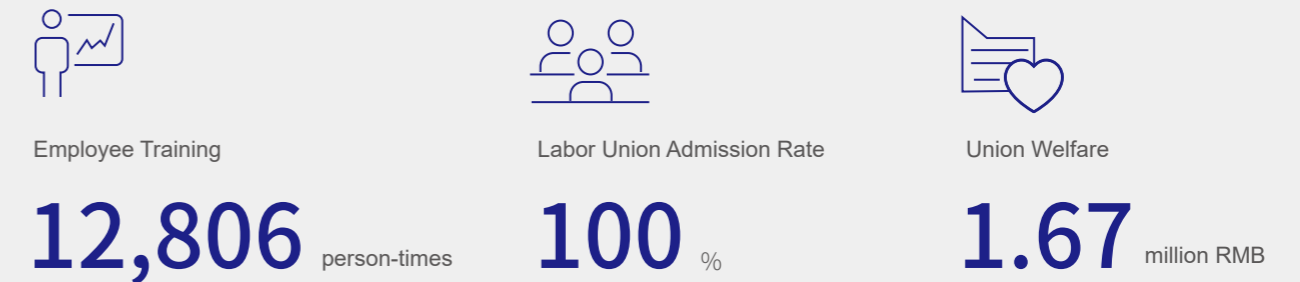 Employee Training
Labor Union Admission Rate
Union Welfare
12,806 person-times
100 %
1.67 million RMB